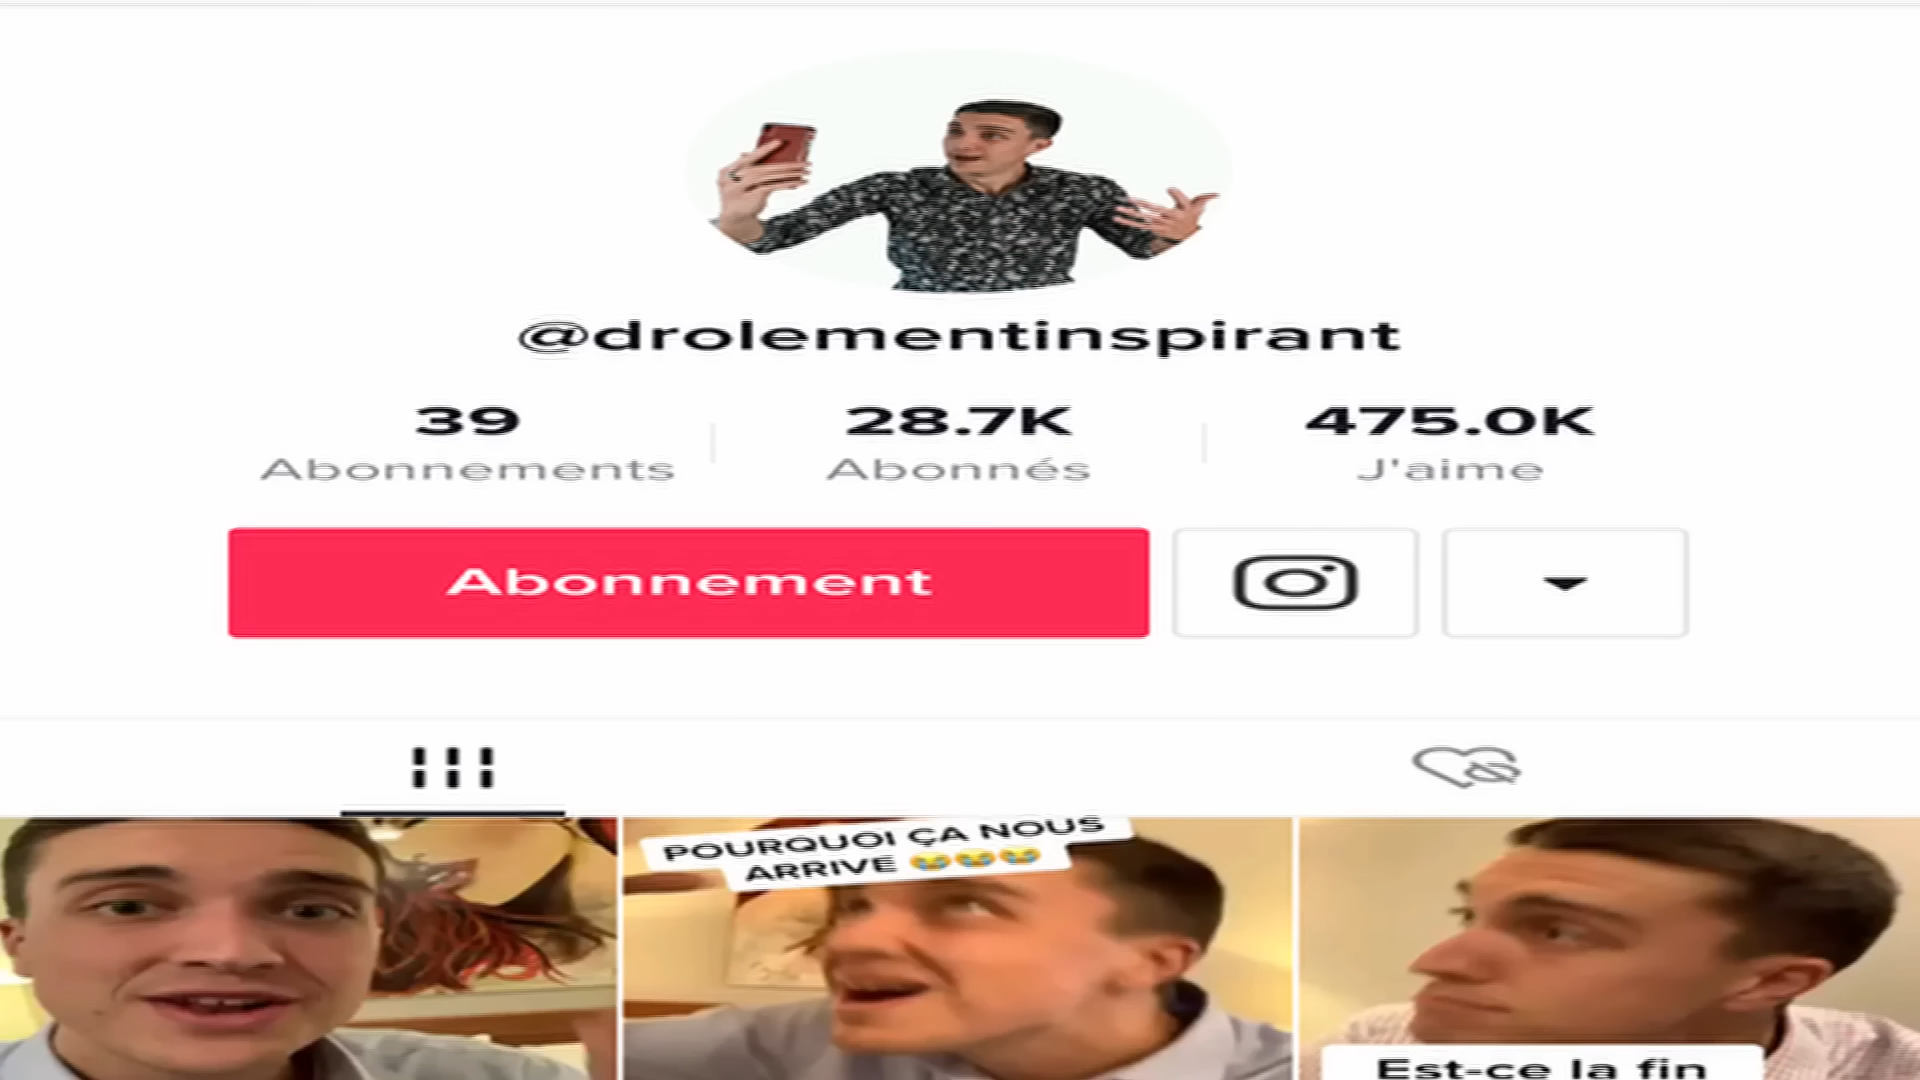 @drolementinspirant
39 28.7K 475.0K
Abonnements Abonnés J'aime
Abonnement
POURQUOI ÇA NOUS
ARRIVE 😭😭😭
Est-ce la fin